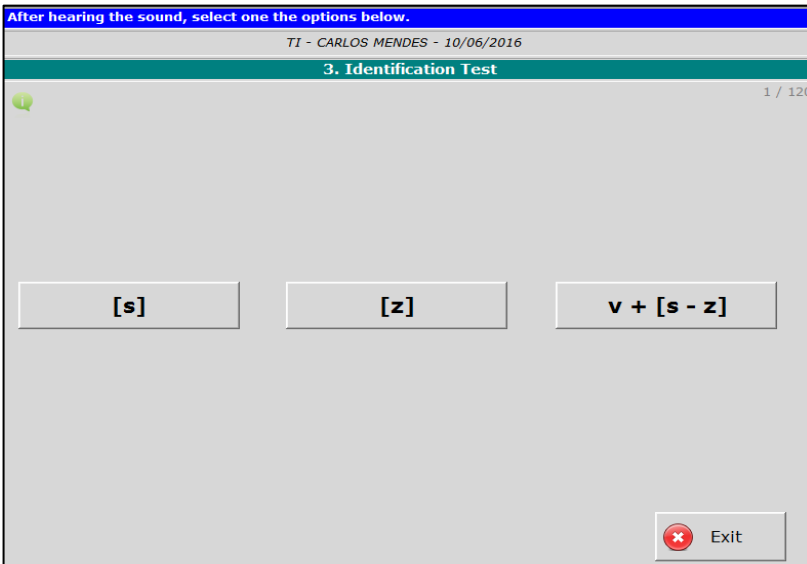 After hearing the sound, select one the options below.
TI - CARLOS MENDES - 10/06/2016
3. Identification Test
1 / 120
[s] [z] v + [s - z]
Exit